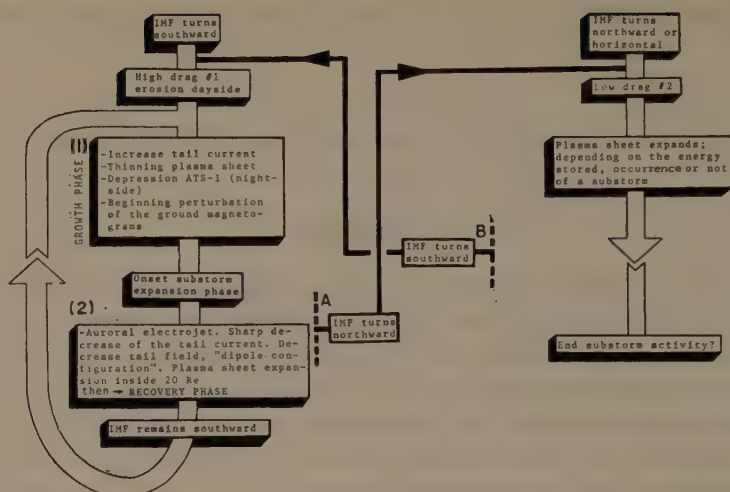 IMF turns
southward
High drag #1
erosion dayside
(1)
GROWTH PHASE
-Increase tail current
-Thinning plasma sheet
-Depression ATS-1 (night-
side)
-Beginning perturbation
of the ground magneto-
grams
Onset substorm
expansion phase
(2)
-Auroral electrojet. Sharp de-
crease of the tail current. De-
crease tail field, "dipole con-
figuration". Plasma sheet expan-
sion inside 20 Re
then → RECOVERY PHASE
IMF remains southward
A
IMF turns
northward
B
IMF turns
southward
IMF turns
northward or
horizontal
Low drag #2
Plasma sheet expands;
depending on the energy
stored, occurrence or not
of a substorm
End substorm activity?